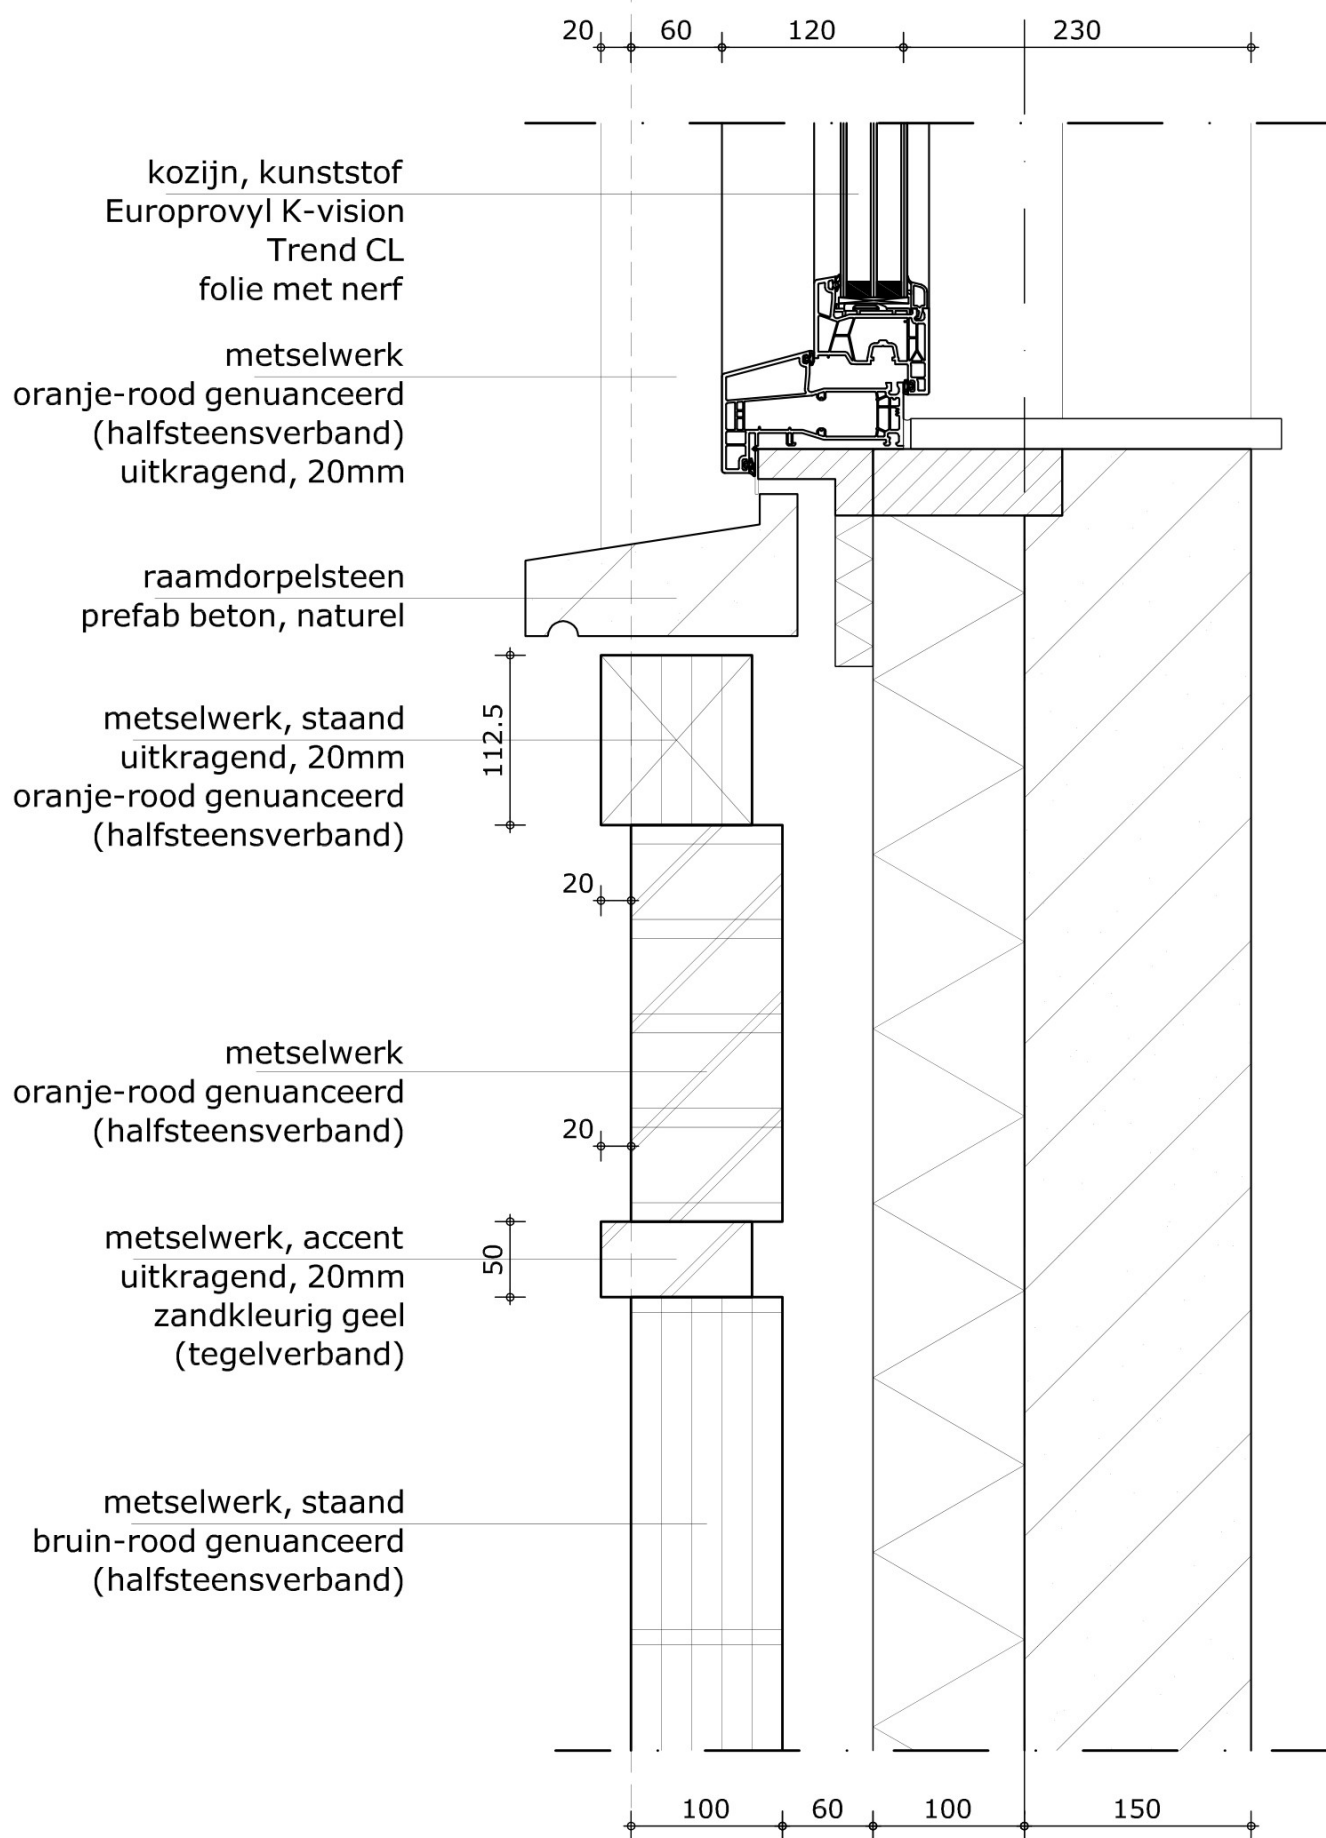 20 60 120 230
kozijn, kunststof
Europrovyl K-vision
Trend CL
folie met nerf
metselwerk
oranje-rood genuanceerd
(halfsteensverband)
uitkragend, 20mm
raamdorpelsteen
prefab beton, naturel
metselwerk, staand
uitkragend, 20mm
oranje-rood genuanceerd
(halfsteensverband)
112.5
20
metselwerk
oranje-rood genuanceerd
(halfsteensverband)
20
metselwerk, accent
uitkragend, 20mm
zandkleurig geel
(tegelverband)
50
metselwerk, staand
bruin-rood genuanceerd
(halfsteensverband)
100 60 100 150